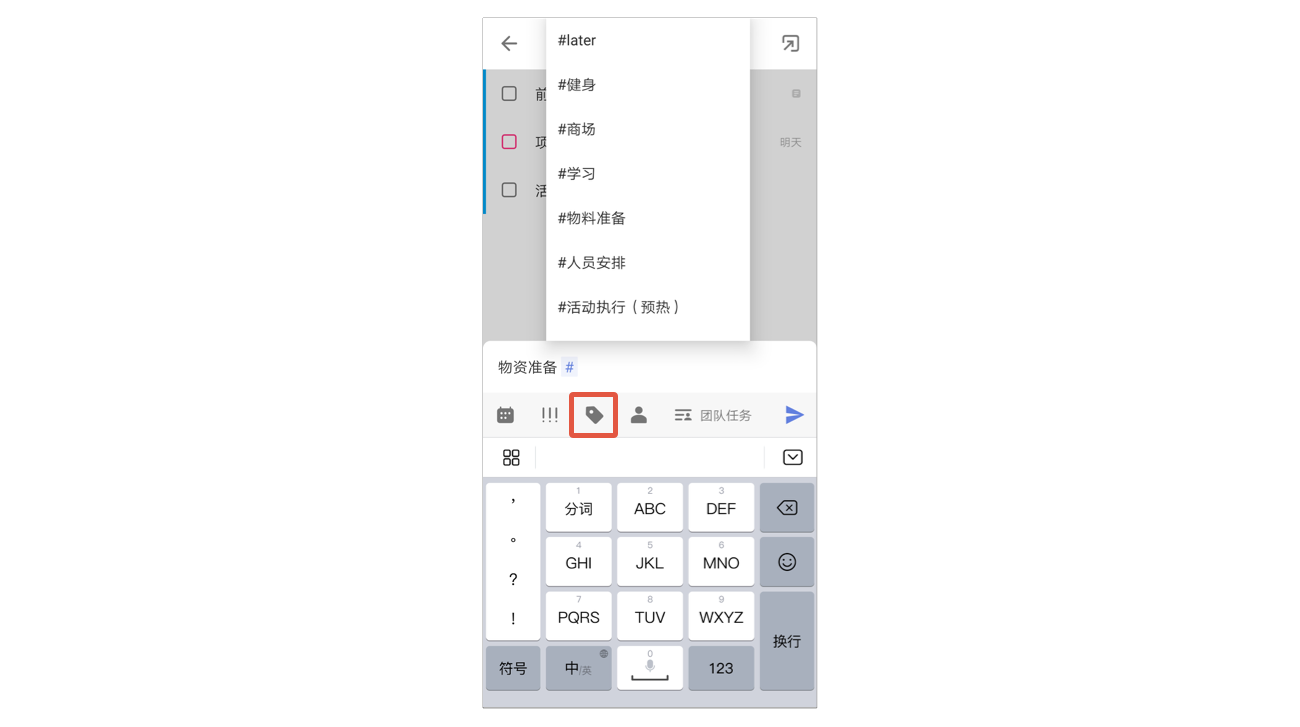 #later
#健身
前
#商场
项
明天
#学习
活
#物料准备
#人员安排
#活动执行（预热）
物资准备 #
!!! 团队任务
，
。
?
!
1
分词
2
ABC
3
DEF
4
GHI
5
JKL
6
MNO
7
PQRS
8
TUV
9
WXYZ
换行
符号
中/英
0
123